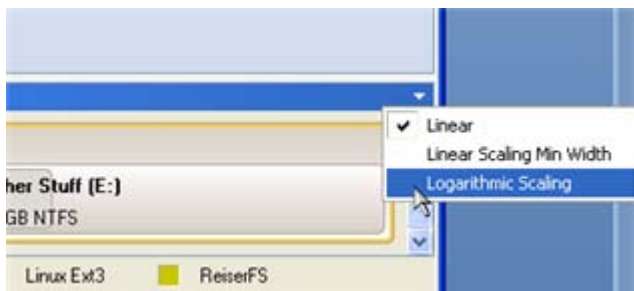 Linear
Linear Scaling Min Width
Logarithmic Scaling
her Stuff (E:)
GB NTFS
Linux Ext3 ReiserFS